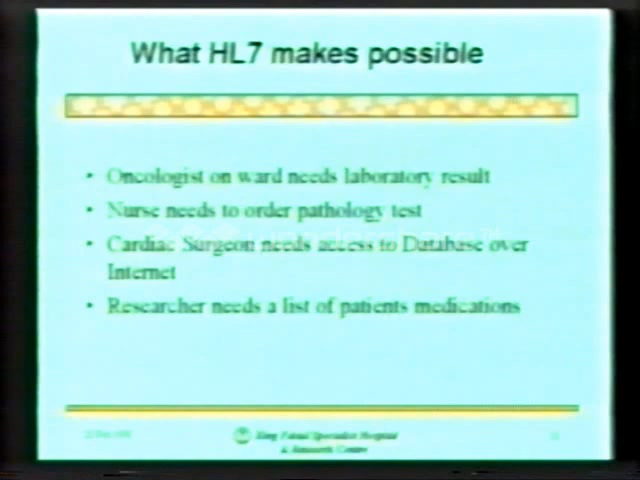 What HL7 makes possible
• Oncologist on ward needs laboratory result
• Nurse needs to order pathology test
• Cardiac Surgeon needs access to Database over
Internet
• Researcher needs a list of patients medications
King Faisal Specialist Hospital
& Research Centre